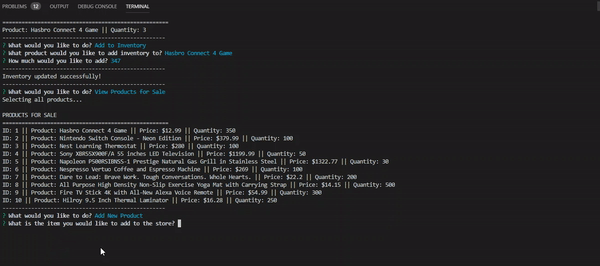 PROBLEMS 12 OUTPUT DEBUG CONSOLE TERMINAL
==================================================
Product: Hasbro Connect 4 Game || Quantity: 3
--------------------------------------------------
? What would you like to do? Add to Inventory
? What product would you like to add inventory to? Hasbro Connect 4 Game
? How much would you like to add? 347
--------------------------------------------------
Inventory updated successfully!
--------------------------------------------------
? What would you like to do? View Products for Sale
Selecting all products...
PRODUCTS FOR SALE
==================================================
ID: 1 || Product: Hasbro Connect 4 Game || Price: $12.99 || Quantity: 350
ID: 2 || Product: Nintendo Switch Console - Neon Edition || Price: $379.99 || Quantity: 100
ID: 3 || Product: Nest Learning Thermostat || Price: $280 || Quantity: 100
ID: 4 || Product: Sony XBR55X900F/A 55 inches LED Television || Price: $1199.99 || Quantity: 50
ID: 5 || Product: Napoleon P500RSIBNSS-1 Prestige Natural Gas Grill in Stainless Steel || Price: $1322.77 || Quantity: 30
ID: 6 || Product: Nespresso Vertuo Coffee and Espresso Machine || Price: $269 || Quantity: 100
ID: 7 || Product: Dare to Lead: Brave Work. Tough Conversations. Whole Hearts. || Price: $22.2 || Quantity: 200
ID: 8 || Product: All Purpose High Density Non-Slip Exercise Yoga Mat with Carrying Strap || Price: $14.15 || Quantity: 500
ID: 9 || Product: Fire TV Stick 4K with All-New Alexa Voice Remote || Price: $54.99 || Quantity: 300
ID: 10 || Product: Hilroy 9.5 Inch Thermal Laminator || Price: $16.28 || Quantity: 250
--------------------------------------------------
? What would you like to do? Add New Product
? What is the item you would like to add to the store?